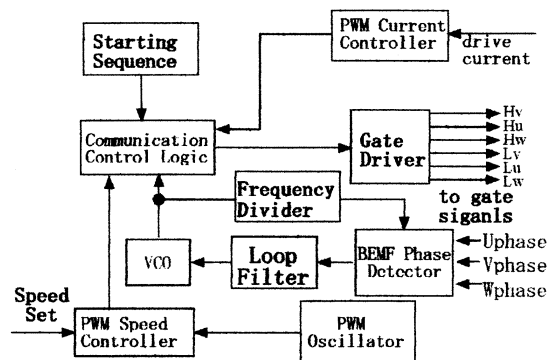 Starting
Sequence
PWM Current
Controller
drive
current
Communication
Control Logic
Gate
Driver
Hv
Hu
Hw
Lv
Lu
Lw
to gate
siganls
Frequency
Divider
VCO
Loop
Filter
BEMF Phase
Detector
Uphase
Vphase
Wphase
Speed
Set
PWM Speed
Controller
PWM
Oscillator